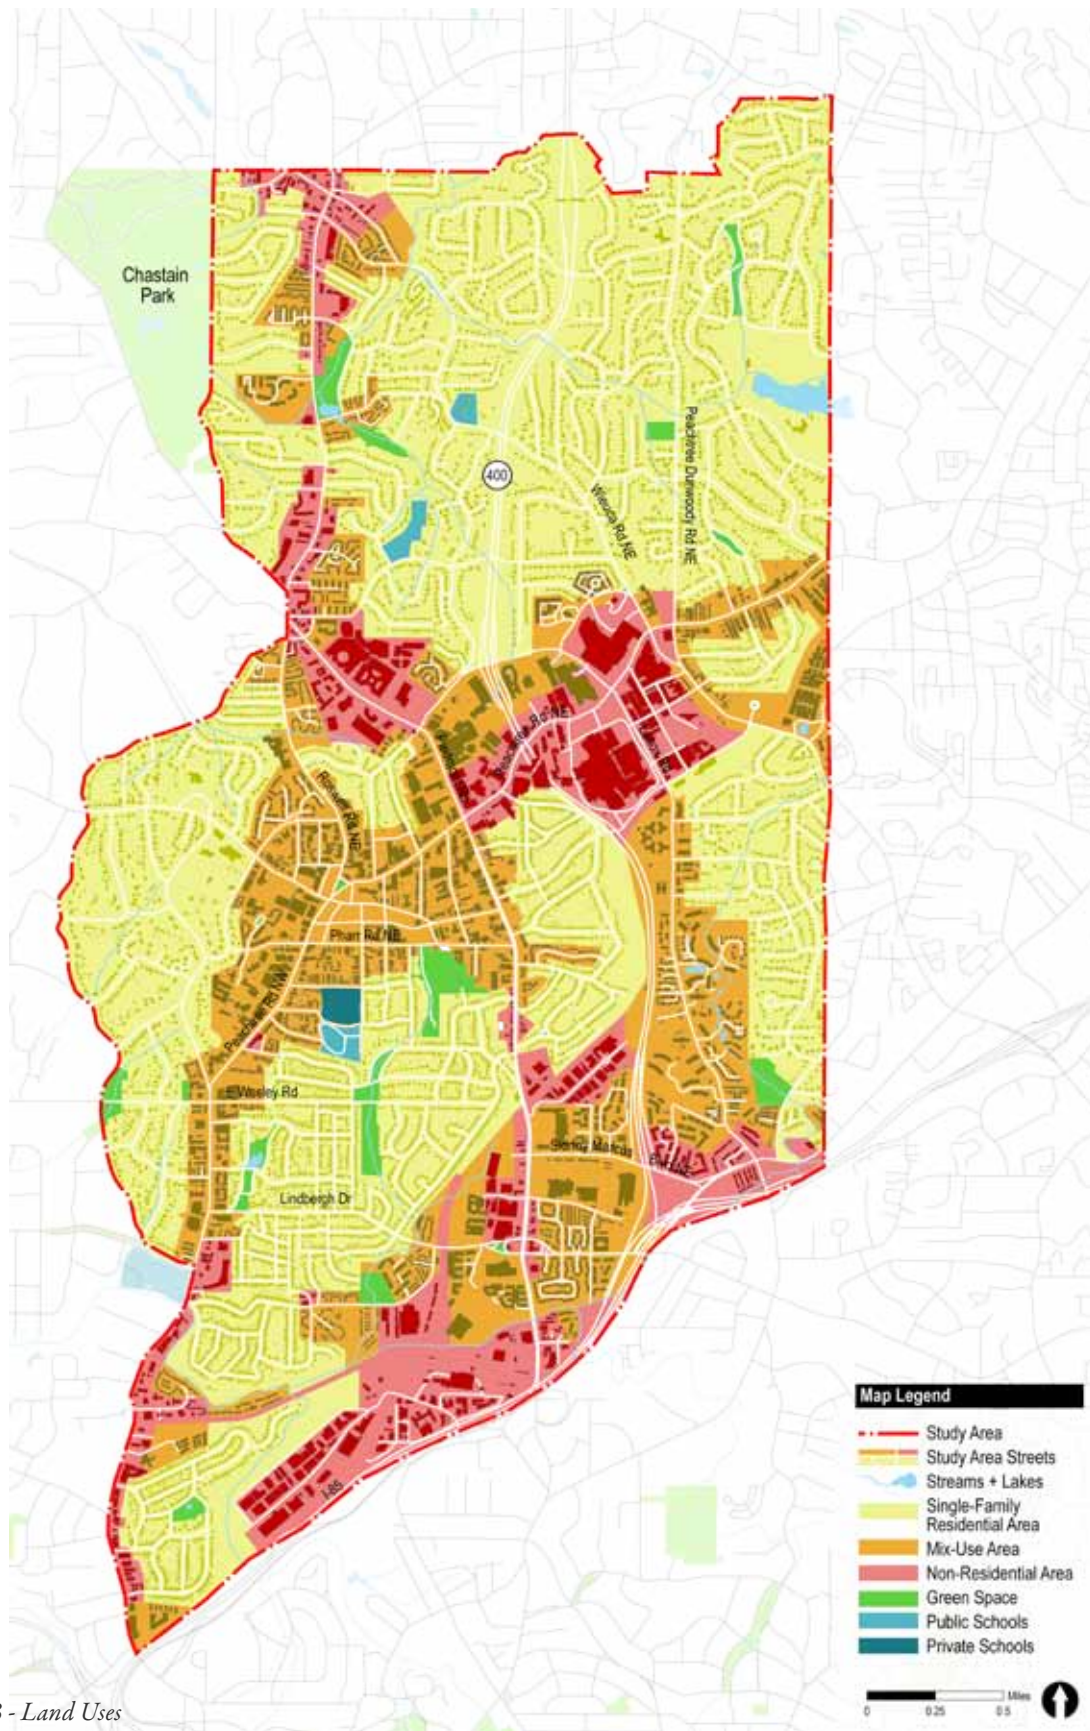 Chastain
Park
400
Wieuca Rd NE
Peachtree Dunwoody Rd NE
Peachtree Rd NE
Roswell Rd NE
Pharr Rd NE
Peachtree Rd NW
E Wesley Rd
Sidney Marcus
Lindbergh Dr
I-85
Map Legend
Study Area
Study Area Streets
Streams + Lakes
Single-Family
Residential Area
Mix-Use Area
Non-Residential Area
Green Space
Public Schools
Private Schools
Miles
0 0.25 0.5
- Land Uses